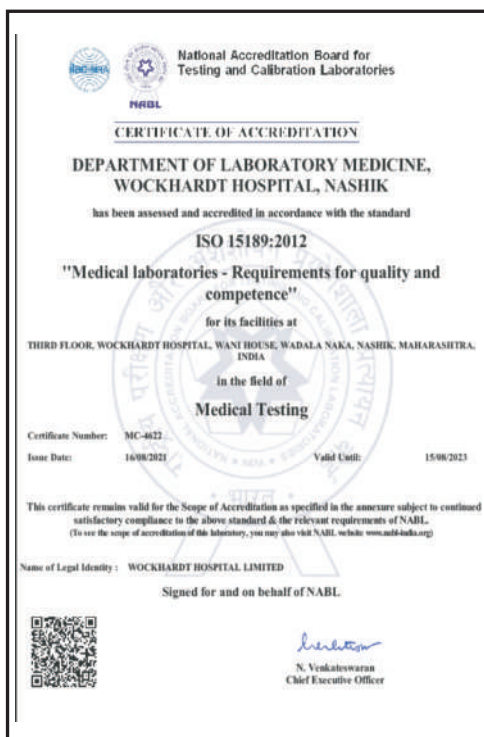 National Accreditation Board for
Testing and Calibration Laboratories
NABL
CERTIFICATE OF ACCREDITATION
DEPARTMENT OF LABORATORY MEDICINE,
WOCKHARDT HOSPITAL, NASHIK
has been assessed and accredited in accordance with the standard
ISO 15189:2012
"Medical laboratories - Requirements for quality and
competence"
for its facilities at
THIRD FLOOR, WOCKHARDT HOSPITAL, WANI HOUSE, WADALA NAKA, NASHIK, MAHARASHTRA,
INDIA
in the field of
Medical Testing
Certificate Number: MC-4622
Issue Date: 16/08/2021 Valid Until: 15/08/2023
This certificate remains valid for the Scope of Accreditation as specified in the annexure subject to continued
satisfactory compliance to the above standard & the relevant requirements of NABL.
(To see the scope of accreditation of this laboratory, you may also visit NABL website www.nabl-india.org)
Name of Legal Identity : WOCKHARDT HOSPITAL LIMITED
Signed for and on behalf of NABL
N. Venkateswaran
Chief Executive Officer